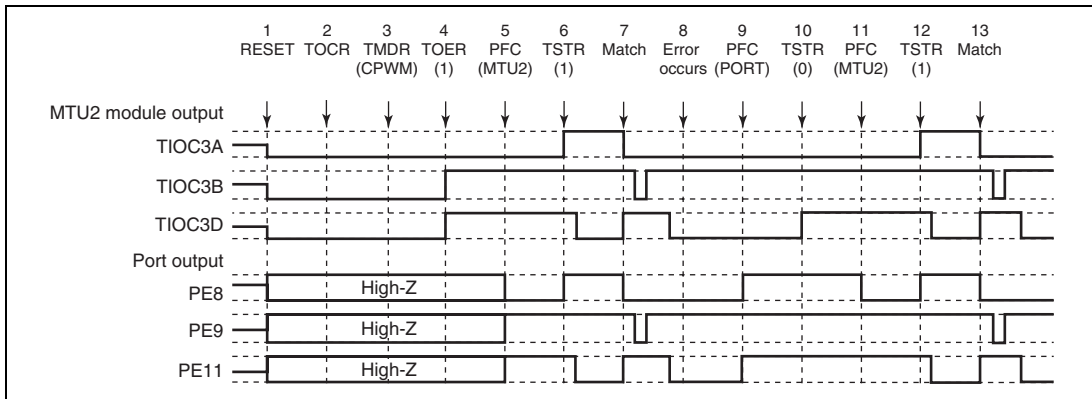 1 2 3 4 5 6 7 8 9 10 11 12 13
RESET TOCR TMDR TOER PFC TSTR Match Error PFC TSTR PFC TSTR Match
(CPWM) (1) (MTU2) (1) occurs (PORT) (0) (MTU2) (1)
MTU2 module output
TIOC3A
TIOC3B
TIOC3D
Port output
PE8 High-Z
PE9 High-Z
PE11 High-Z